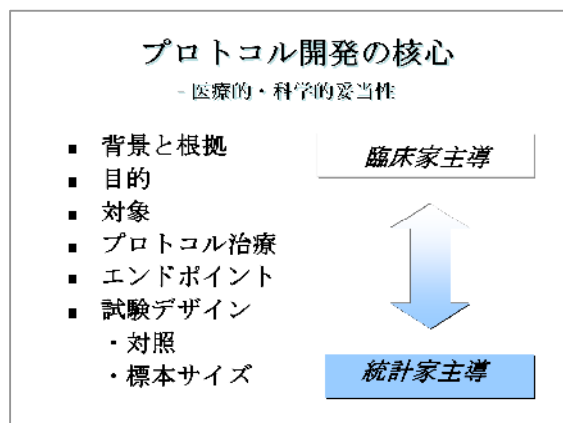 プロトコル開発の核心
- 医療的・科学的妥当性
■ 背景と根拠
■ 目的
■ 対象
■ プロトコル治療
■ エンドポイント
■ 試験デザイン
・対照
・標本サイズ
臨床家主導
統計家主導